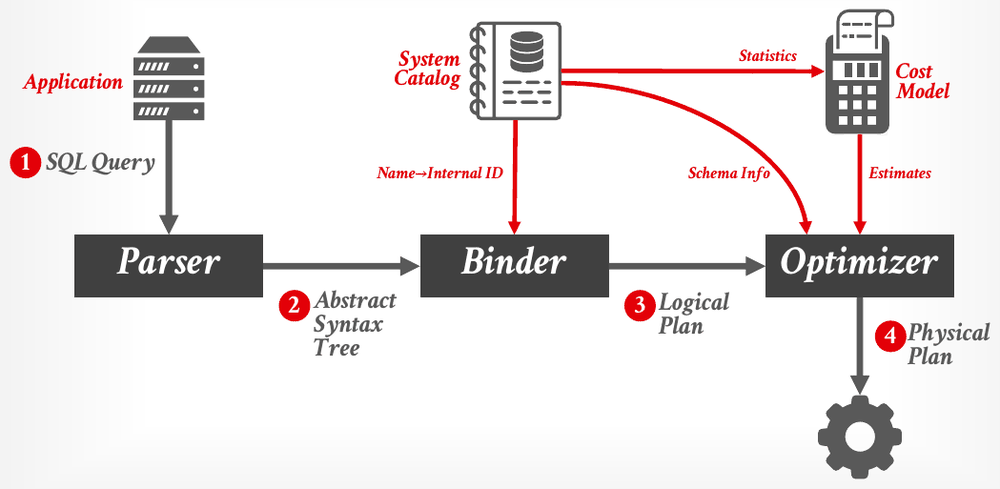 Application
System
Catalog
Statistics
Cost
Model
1 SQL Query
Name→Internal ID
Schema Info
Estimates
Parser
Binder
Optimizer
2 Abstract
Syntax
Tree
3 Logical
Plan
4 Physical
Plan